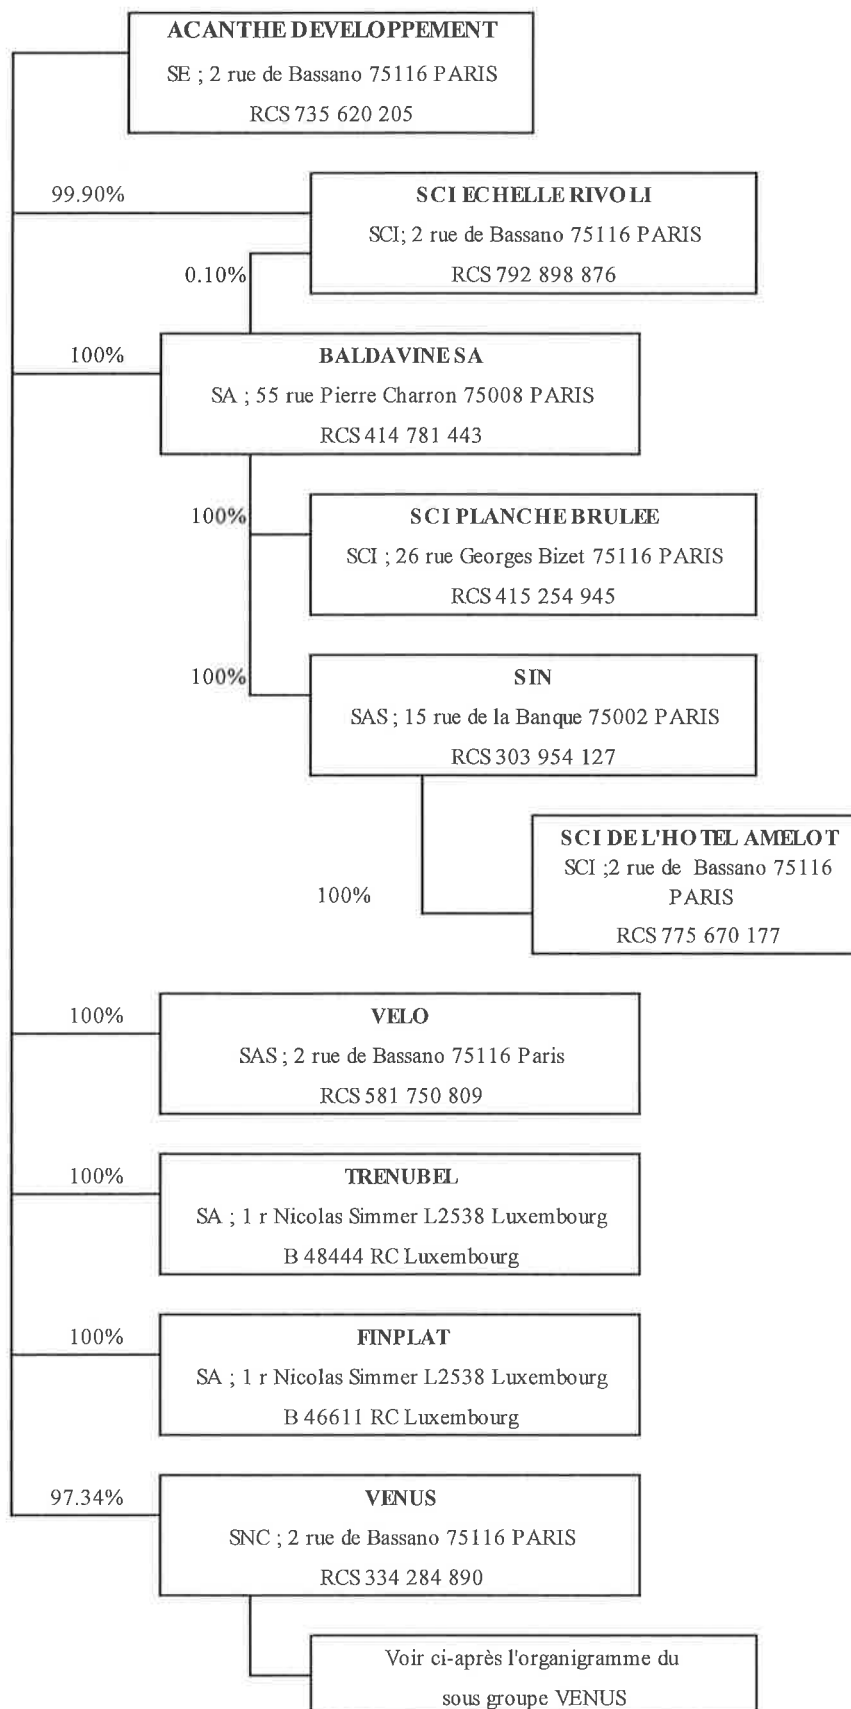 ACANTHE DEVELOPPEMENT
SE ; 2 rue de Bassano 75116 PARIS
RCS 735 620 205
99.90%
SCI ECHELLE RIVOLI
SCI; 2 rue de Bassano 75116 PARIS
RCS 792 898 876
0.10%
100%
BALDAVINE SA
SA ; 55 rue Pierre Charron 75008 PARIS
RCS 414 781 443
100%
SCI PLANCHE BRULEE
SCI ; 26 rue Georges Bizet 75116 PARIS
RCS 415 254 945
100%
SIN
SAS ; 15 rue de la Banque 75002 PARIS
RCS 303 954 127
100%
SCI DE L'HOTEL AMELOT
SCI ;2 rue de Bassano 75116
PARIS
RCS 775 670 177
100%
VELO
SAS ; 2 rue de Bassano 75116 Paris
RCS 581 750 809
100%
TRENUBEL
SA ; 1 r Nicolas Simmer L2538 Luxembourg
B 48444 RC Luxembourg
100%
FINPLAT
SA ; 1 r Nicolas Simmer L2538 Luxembourg
B 46611 RC Luxembourg
97.34%
VENUS
SNC ; 2 rue de Bassano 75116 PARIS
RCS 334 284 890
Voir ci-après l'organigramme du
sous groupe VENUS